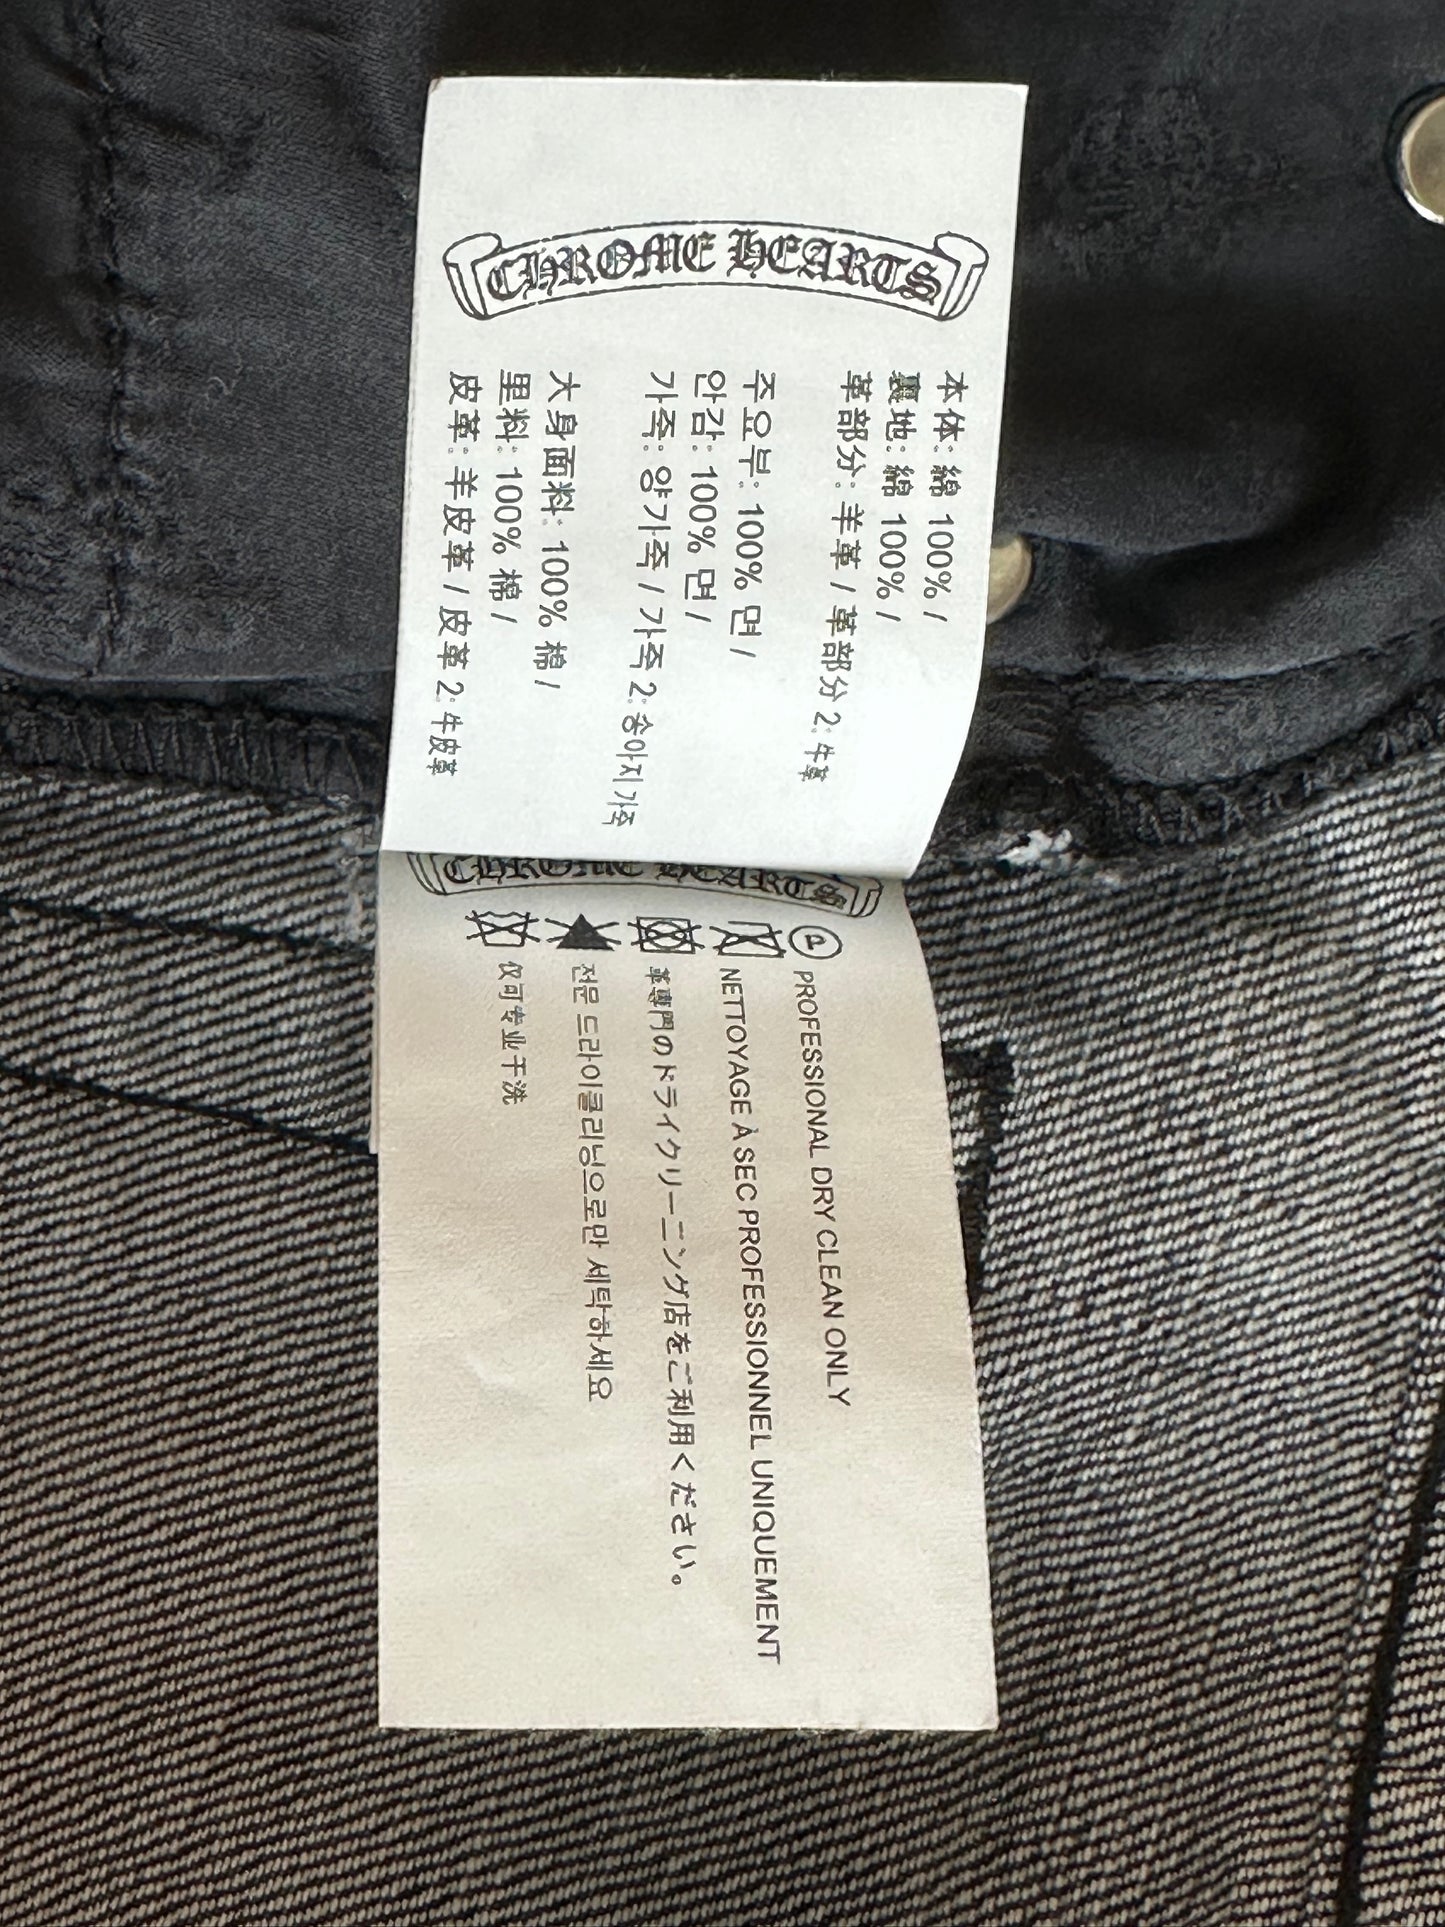 CHROME HEARTS
本体: 綿 100% /
裏地: 綿 100% /
革部分: 羊革 / 革部分 2: 牛革
주요부: 100% 면 /
안감: 100% 면 /
가죽: 양가죽 / 가죽 2: 송아지가죽
大身面料: 100% 棉 /
里料: 100% 棉 /
皮革: 羊皮革 / 皮革 2: 牛皮革
CHROME HEARTS
P PROFESSIONAL DRY CLEAN ONLY
NETTOYAGE À SEC PROFESSIONNEL UNIQUEMENT
革専門のドライクリーニング店をご利用ください。
전문 드라이클리닝으로만 세탁하세요
仅可专业干洗